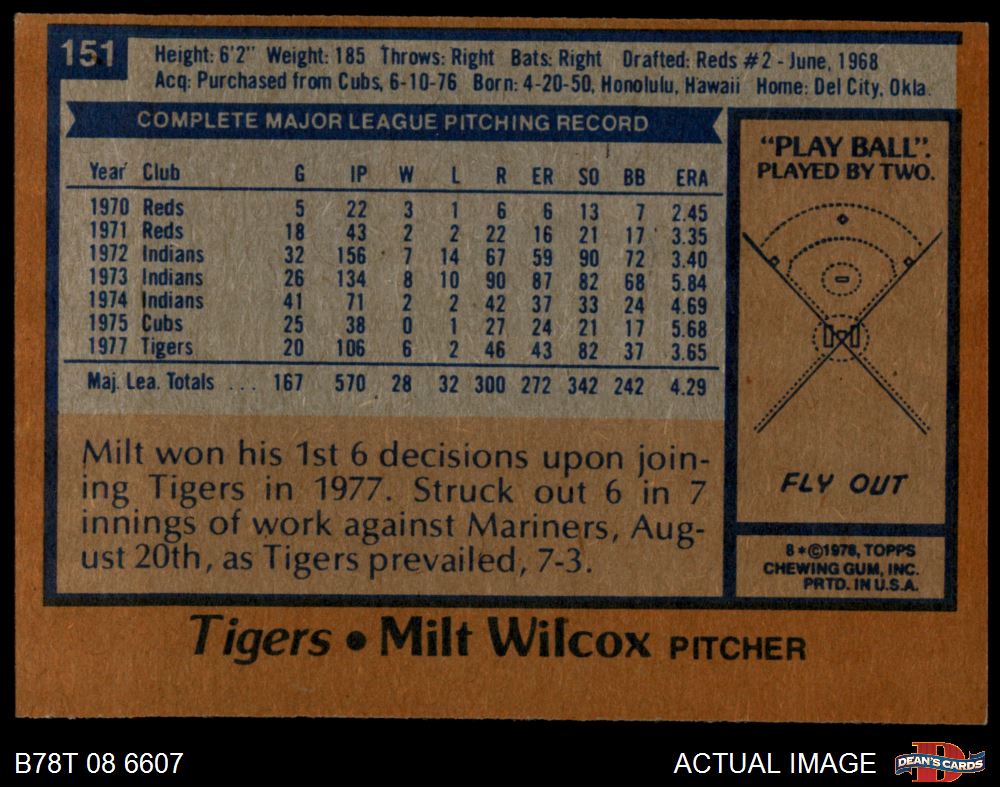 151
Height: 6'2" Weight: 185 Throws: Right Bats: Right Drafted: Reds #2 - June, 1968
Acq: Purchased from Cubs, 6-10-76 Born: 4-20-50, Honolulu, Hawaii Home: Del City, Okla.
COMPLETE MAJOR LEAGUE PITCHING RECORD
Year Club G IP W L R ER SO BB ERA
1970 Reds 5 22 3 1 6 6 13 7 2.45
1971 Reds 18 43 2 2 22 16 21 17 3.35
1972 Indians 32 156 7 14 67 59 90 72 3.40
1973 Indians 26 134 8 10 90 87 82 68 5.84
1974 Indians 41 71 2 2 42 37 33 24 4.69
1975 Cubs 25 38 0 1 27 24 21 17 5.68
1977 Tigers 20 106 6 2 46 43 82 37 3.65
Maj. Lea. Totals ... 167 570 28 32 300 272 342 242 4.29
Milt won his 1st 6 decisions upon join-
ing Tigers in 1977. Struck out 6 in 7
innings of work against Mariners, Aug-
ust 20th, as Tigers prevailed, 7-3.
"PLAY BALL".
PLAYED BY TWO.
FLY OUT
8*©1978, TOPPS
CHEWING GUM, INC.
PRTD. IN U.S.A.
Tigers • Milt Wilcox PITCHER
B78T 08 6607
ACTUAL IMAGE
D
DEAN'S CARDS